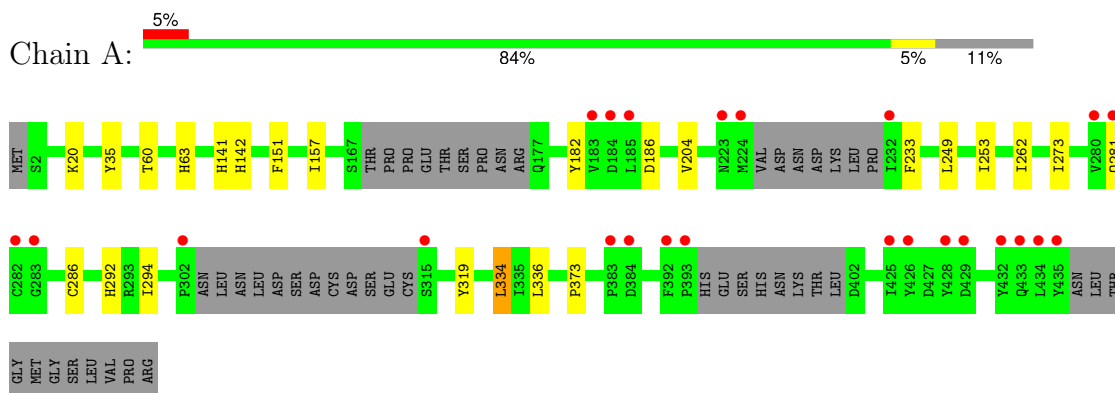 5%
Chain A:
84% 5% 11%
MET S2 K20 Y35 T60 H63 H141 H142 F151 I157 S167 THR PRO PRO GLU THR SER PRO ASN ARG Q177 Y182 V183 D184 L185 D186 V204 N223 M224 VAL ASP ASN ASP LYS LEU PRO I232 F233 L249 I253 I262 I273 V280 Q281
C282 G283 C286 H292 R293 I294 P302 ASN LEU ASN LEU ASP SER ASP CYS ASP SER GLU CYS S315 Y319 L334 I335 L336 P373 P383 D384 F392 P393 HIS GLU SER HIS ASN LYS THR LEU D402 I425 Y426 D427 Y428 D429 Y432 Q433 L434 Y435 ASN LEU THR
GLY MET GLY SER LEU VAL PRO ARG